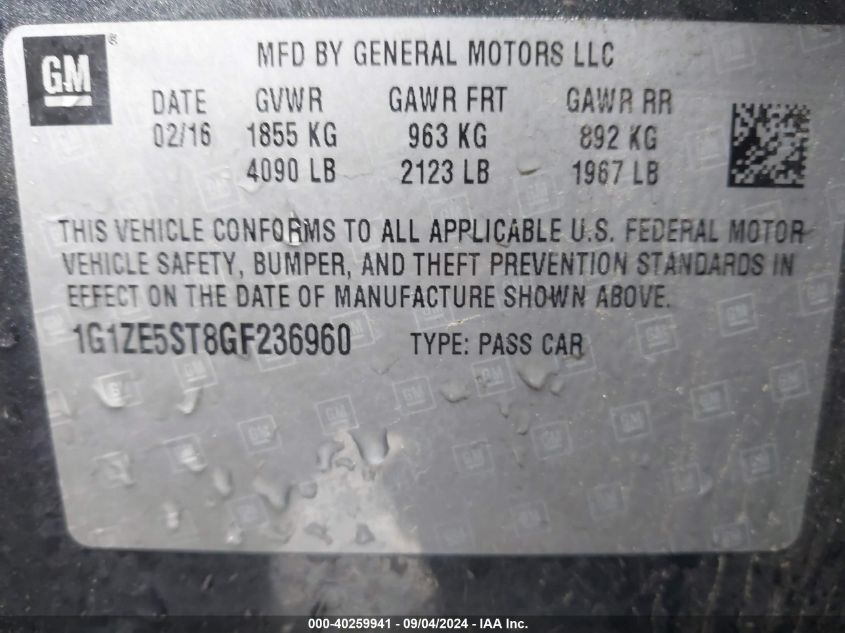 GM ®
MFD BY GENERAL MOTORS LLC
DATE GVWR GAWR FRT GAWR RR
02/16 1855 KG 963 KG 892 KG
4090 LB 2123 LB 1967 LB
THIS VEHICLE CONFORMS TO ALL APPLICABLE U.S. FEDERAL MOTOR
VEHICLE SAFETY, BUMPER, AND THEFT PREVENTION STANDARDS IN
EFFECT ON THE DATE OF MANUFACTURE SHOWN ABOVE.
1G1ZE5ST8GF236960 TYPE: PASS CAR
000-40259941 - 09/04/2024 - IAA Inc.